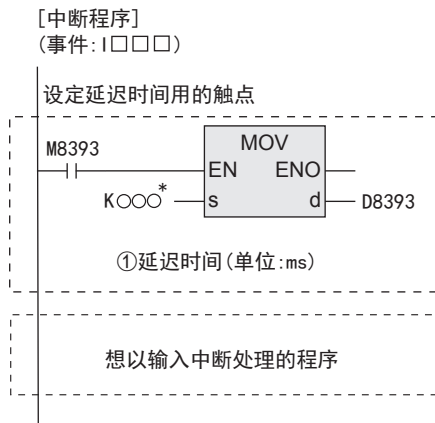 [中断程序]
(事件:I□□□)
设定延迟时间用的触点
M8393
MOV
EN ENO
K○○○* s d D8393
①延迟时间(单位:ms)
想以输入中断处理的程序